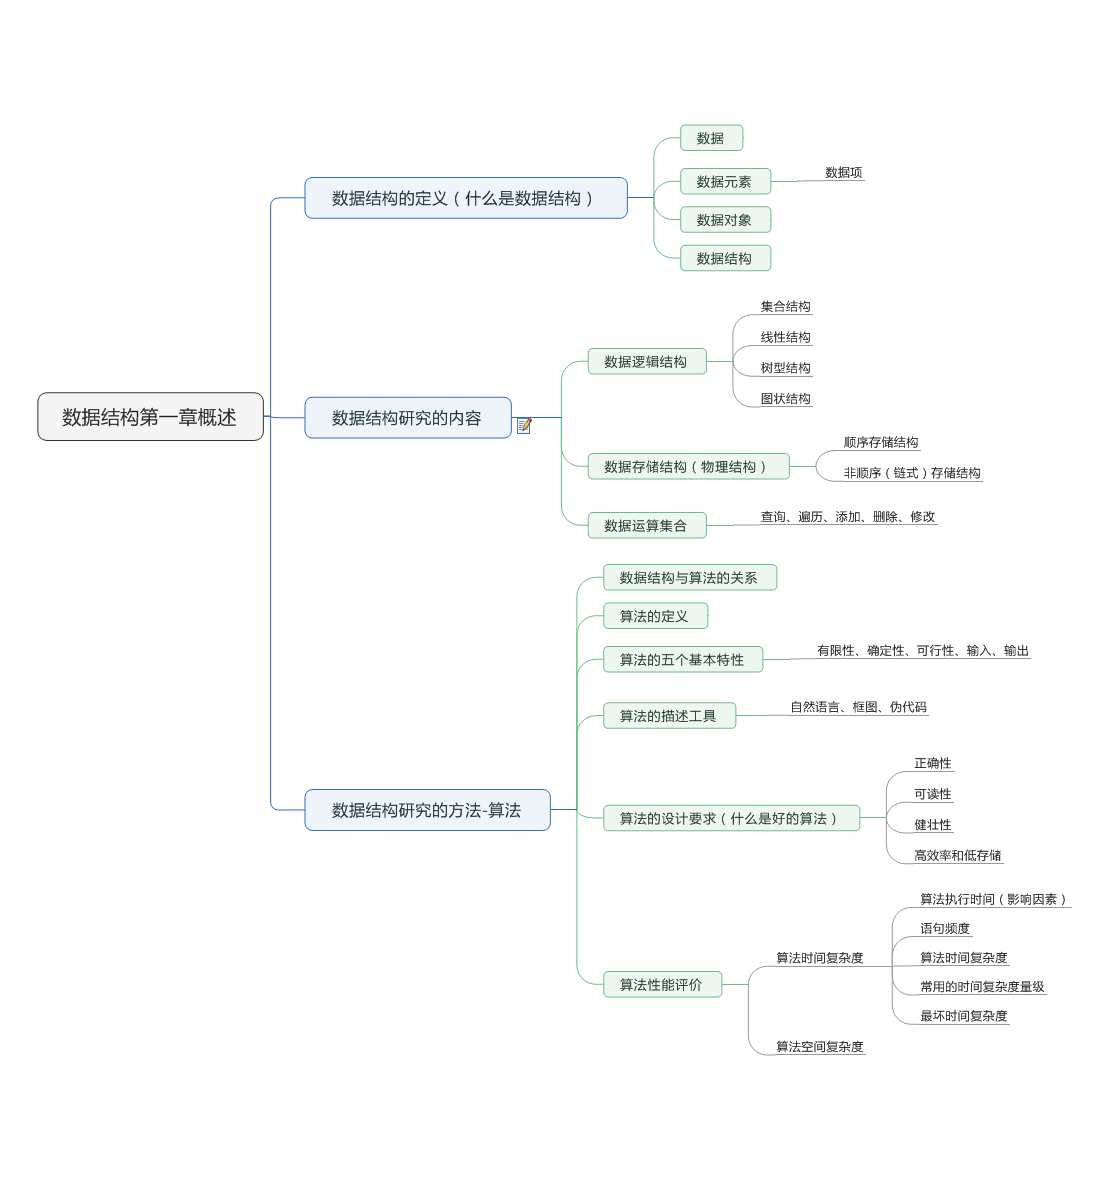 数据结构第一章概述
数据结构的定义（什么是数据结构）
数据
数据元素
数据项
数据对象
数据结构
数据结构研究的内容
数据逻辑结构
集合结构
线性结构
树型结构
图状结构
数据存储结构（物理结构）
顺序存储结构
非顺序（链式）存储结构
数据运算集合
查询、遍历、添加、删除、修改
数据结构研究的方法-算法
数据结构与算法的关系
算法的定义
算法的五个基本特性
有限性、确定性、可行性、输入、输出
算法的描述工具
自然语言、框图、伪代码
算法的设计要求（什么是好的算法）
正确性
可读性
健壮性
高效率和低存储
算法性能评价
算法时间复杂度
算法执行时间（影响因素）
语句频度
算法时间复杂度
常用的时间复杂度量级
最坏时间复杂度
算法空间复杂度